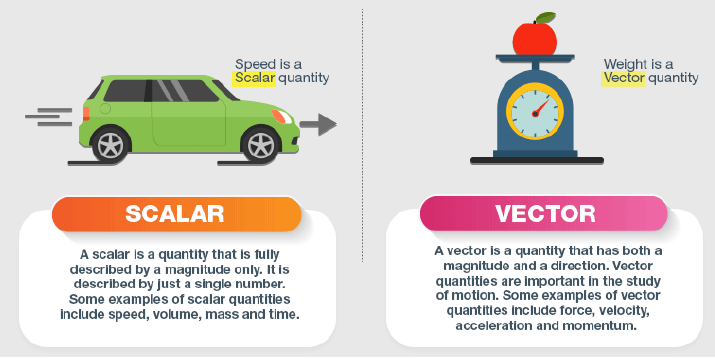 Speed is a
Scalar quantity
Weight is a
Vector quantity
SCALAR
A scalar is a quantity that is fully
described by a magnitude only. It is
described by just a single number.
Some examples of scalar quantities
include speed, volume, mass and time.
VECTOR
A vector is a quantity that has both a
magnitude and a direction. Vector
quantities are important in the study
of motion. Some examples of vector
quantities include force, velocity,
acceleration and momentum.